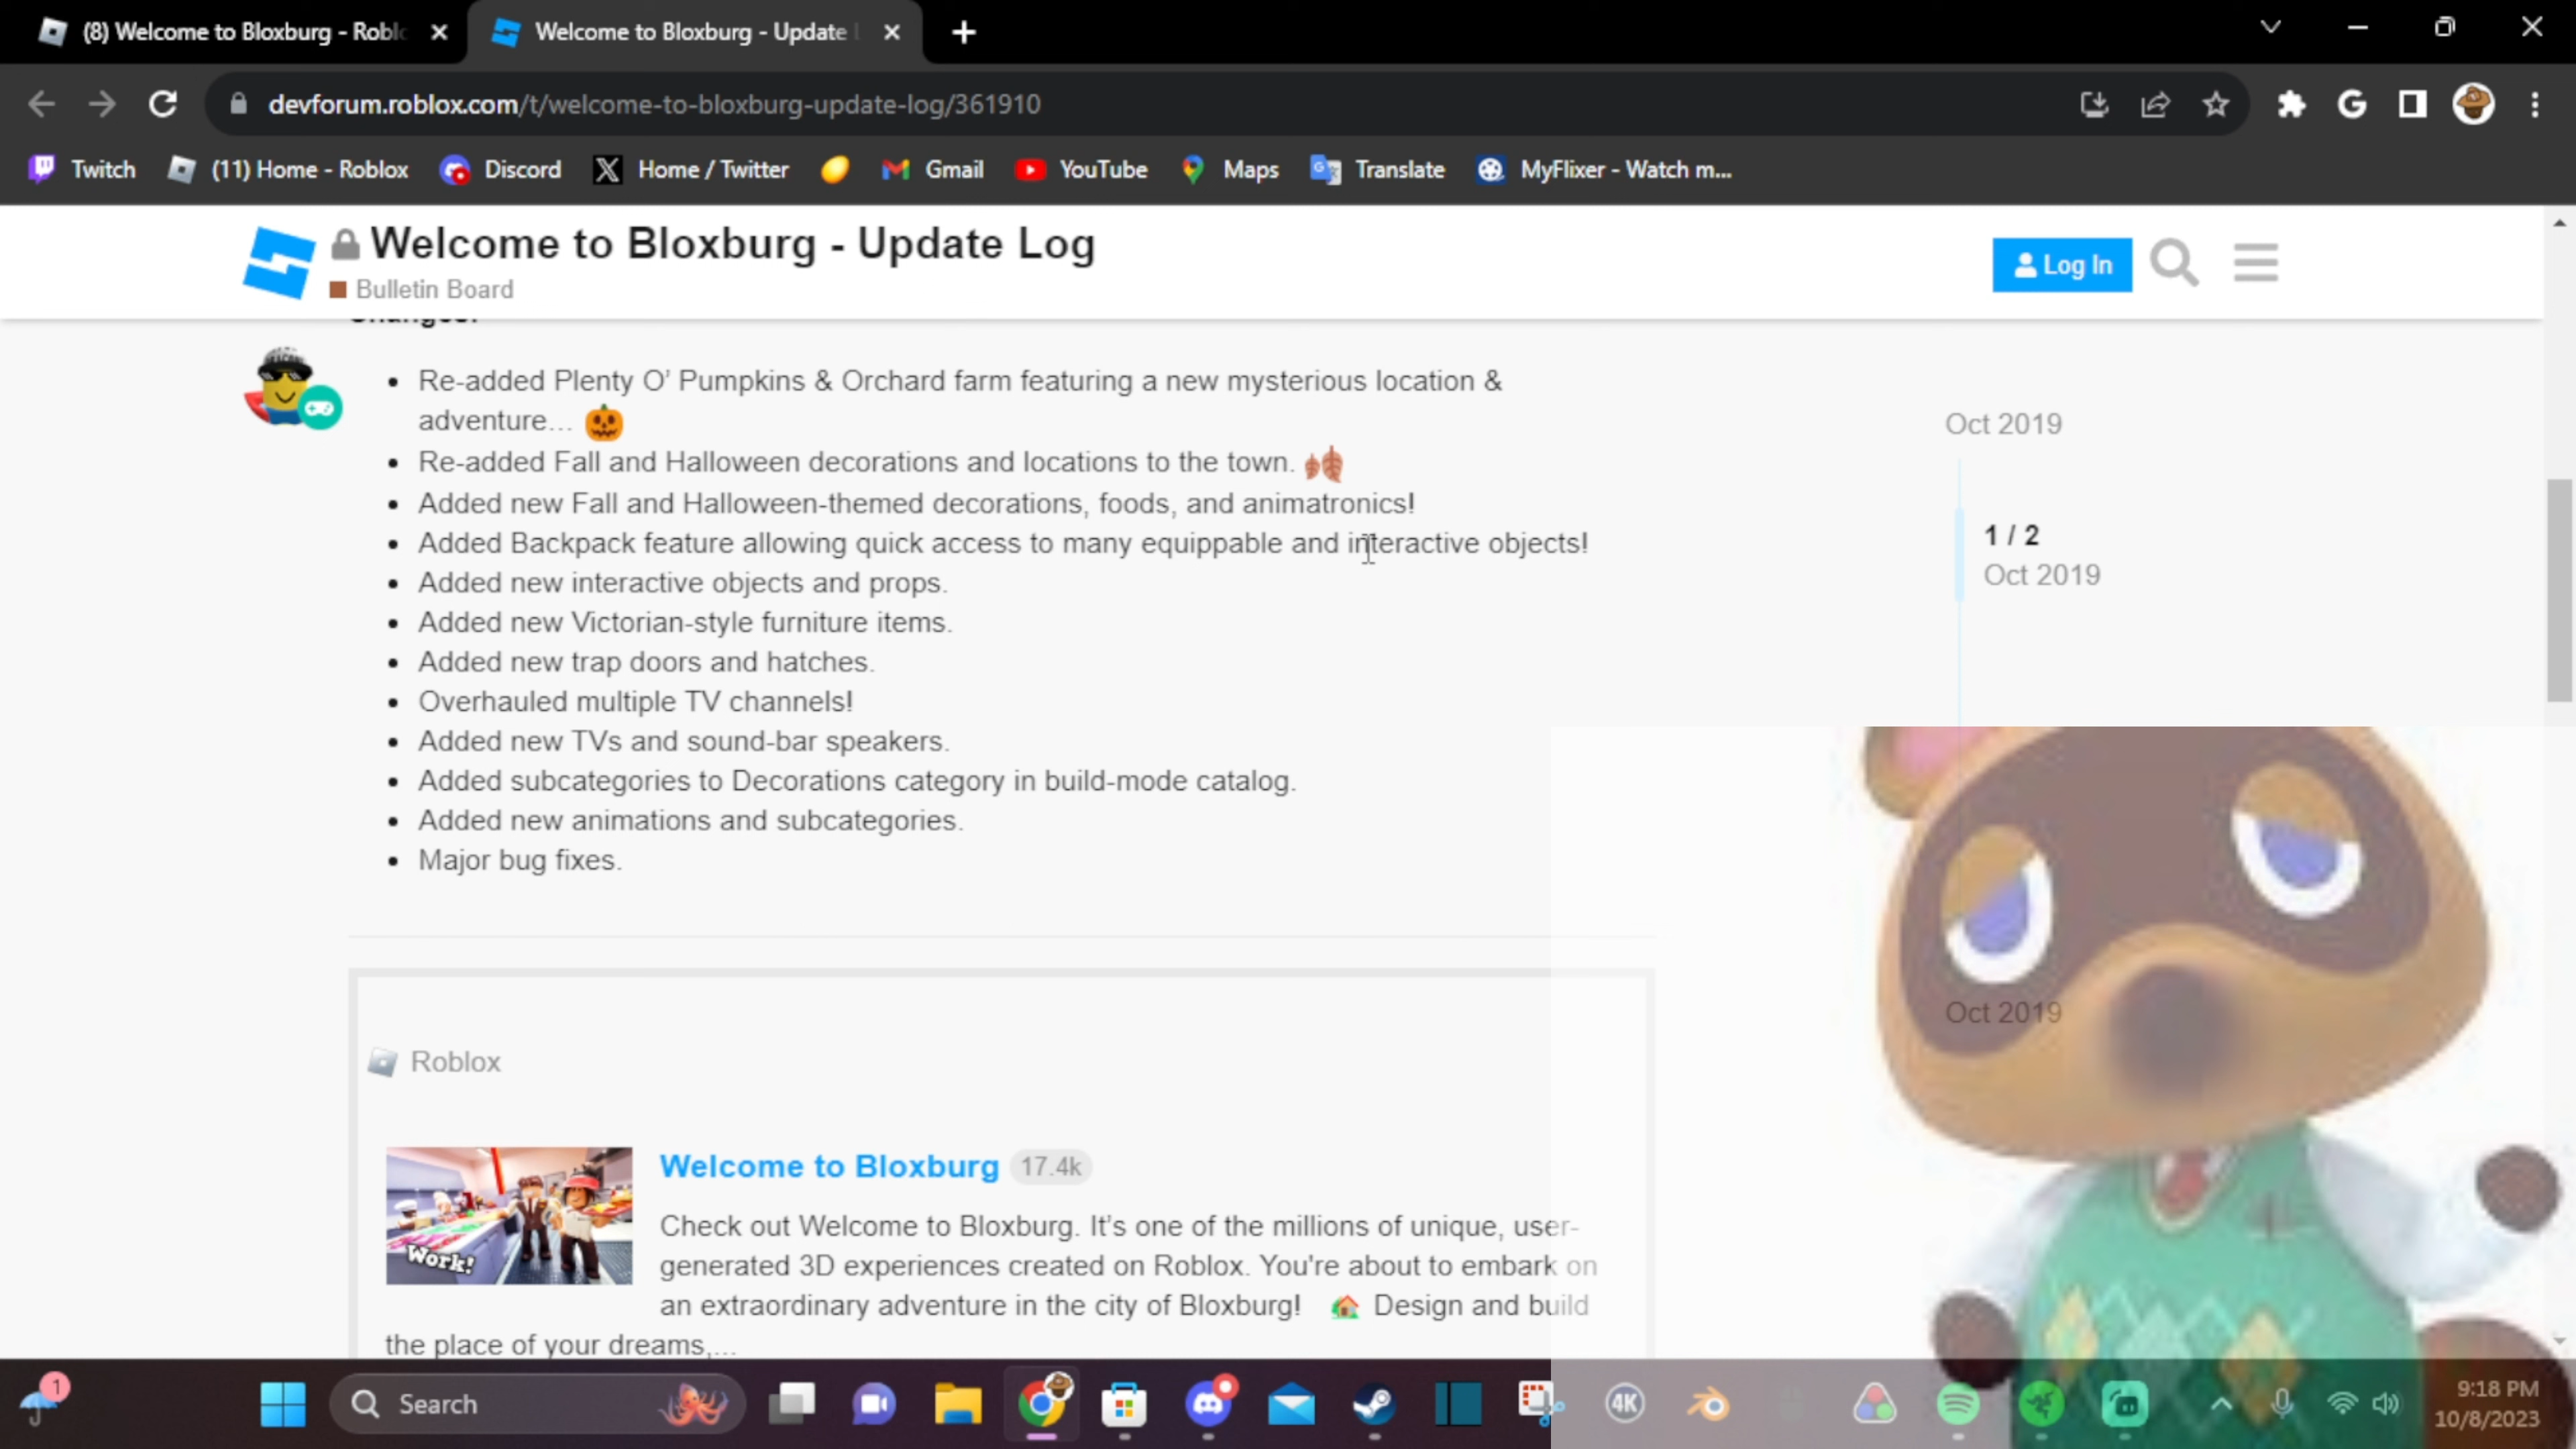 (8) Welcome to Bloxburg - Roblo
Welcome to Bloxburg - Update
devforum.roblox.com/t/welcome-to-bloxburg-update-log/361910
Twitch
(11) Home - Roblox
Discord
Home / Twitter
Gmail
YouTube
Maps
Translate
MyFlixer - Watch m...
Welcome to Bloxburg - Update Log
Bulletin Board
Log In
Changes:
Re-added Plenty O’ Pumpkins & Orchard farm featuring a new mysterious location &
adventure… 🎃
Re-added Fall and Halloween decorations and locations to the town. 🍂
Added new Fall and Halloween-themed decorations, foods, and animatronics!
Added Backpack feature allowing quick access to many equippable and interactive objects!
Added new interactive objects and props.
Added new Victorian-style furniture items.
Added new trap doors and hatches.
Overhauled multiple TV channels!
Added new TVs and sound-bar speakers.
Added subcategories to Decorations category in build-mode catalog.
Added new animations and subcategories.
Major bug fixes.
Oct 2019
1 / 2
Oct 2019
Oct 2019
Roblox
Welcome to Bloxburg 17.4k
Work!
Check out Welcome to Bloxburg. It’s one of the millions of unique, user-
generated 3D experiences created on Roblox. You're about to embark on
an extraordinary adventure in the city of Bloxburg! 🏡 Design and build
the place of your dreams,...
1
Search
4K
9:18 PM
10/8/2023